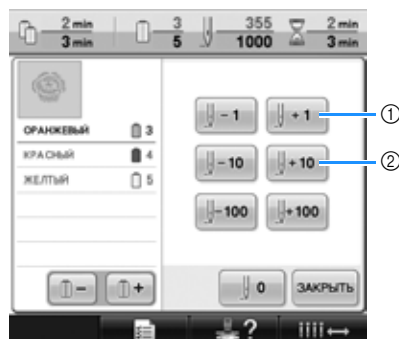 2 min 3 355 2 min
3 min 5 1000 3 min
- 1 + 1 ①
ОРАНЖЕВЫЙ 3
КРАСНЫЙ 4 - 10 + 10 ②
ЖЕЛТЫЙ 5
-100 +100
- + 0 ЗАКРЫТЬ
?